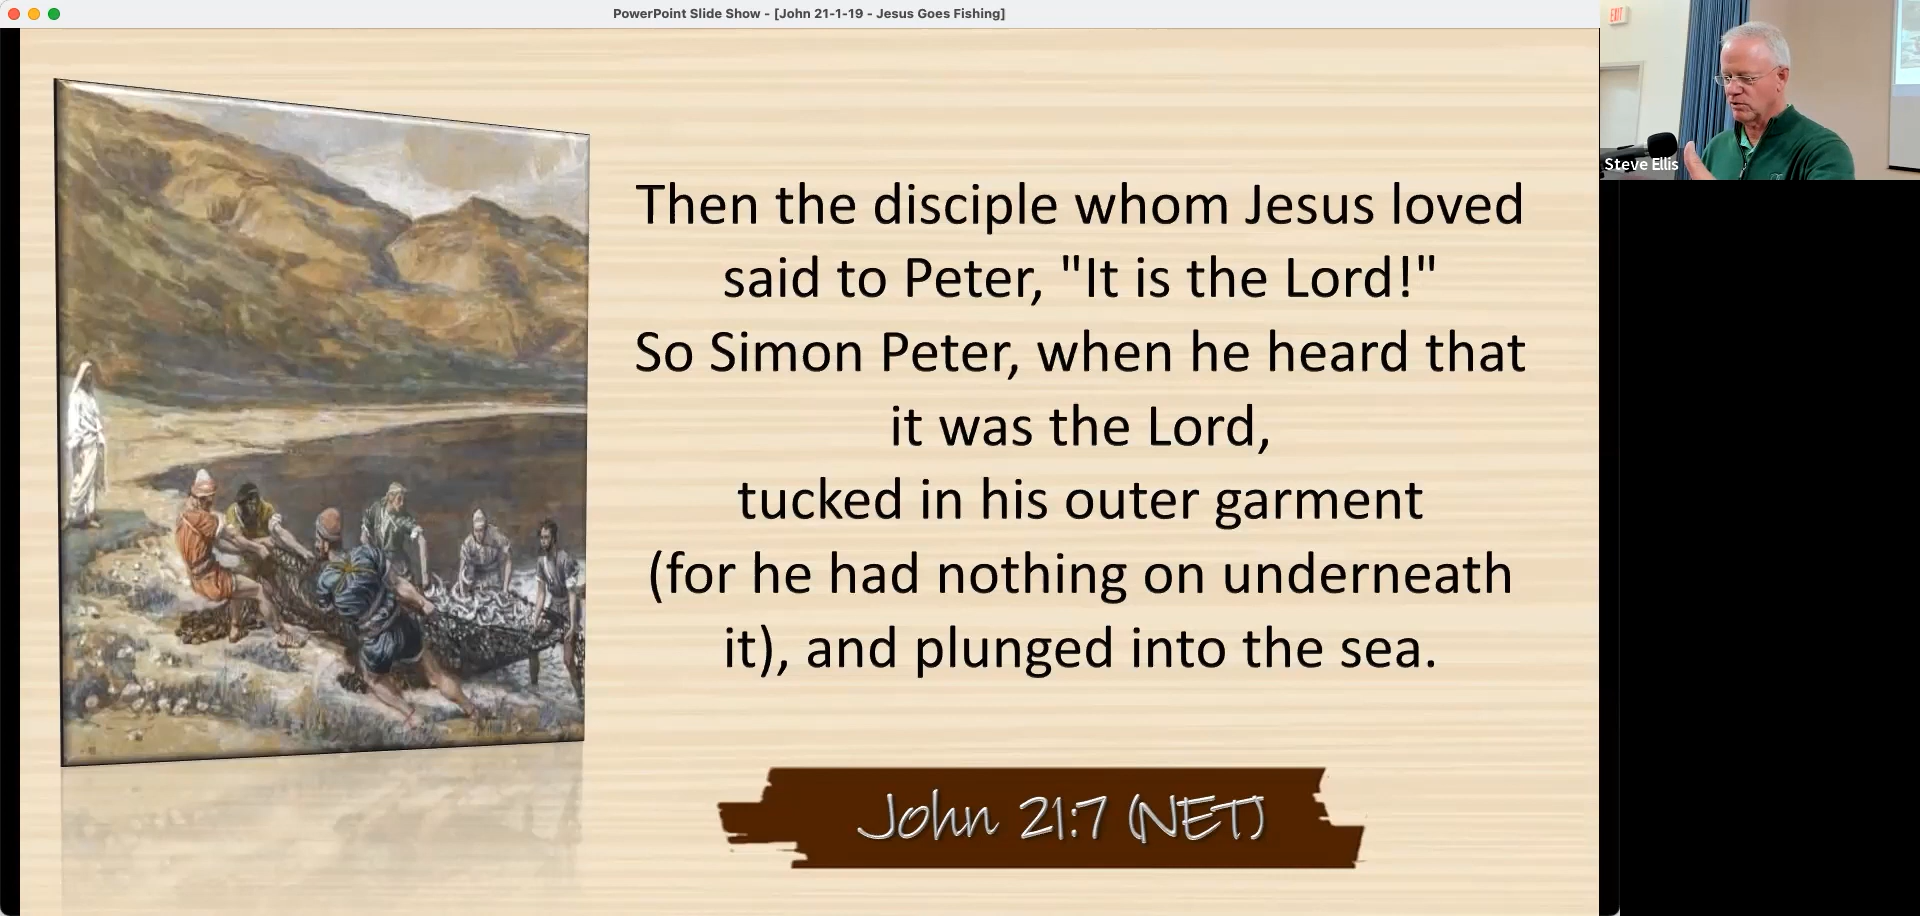 PowerPoint Slide Show - [John 21-1-19 - Jesus Goes Fishing]
EXIT
Steve Ellis
Then the disciple whom Jesus loved
said to Peter, "It is the Lord!"
So Simon Peter, when he heard that
it was the Lord,
tucked in his outer garment
(for he had nothing on underneath
it), and plunged into the sea.
John 21:7 (NET)